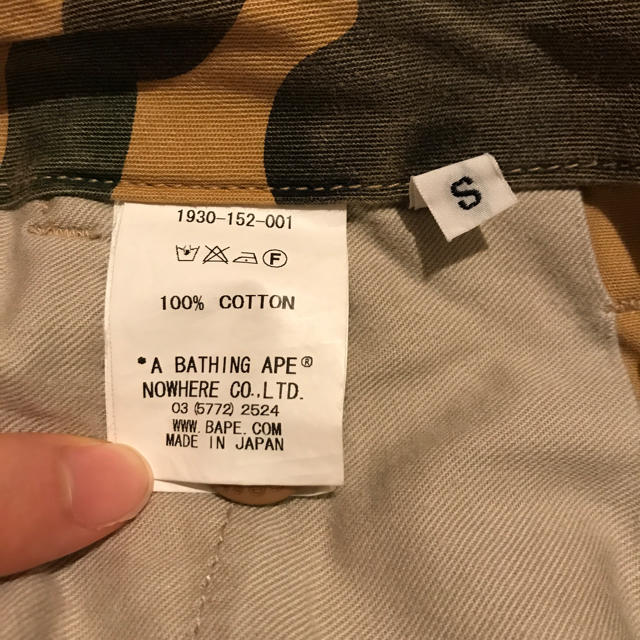 1930-152-001
F
100% COTTON
*A BATHING APE®
NOWHERE CO.,LTD.
03 (5772) 2524
WWW.BAPE.COM
MADE IN JAPAN
S